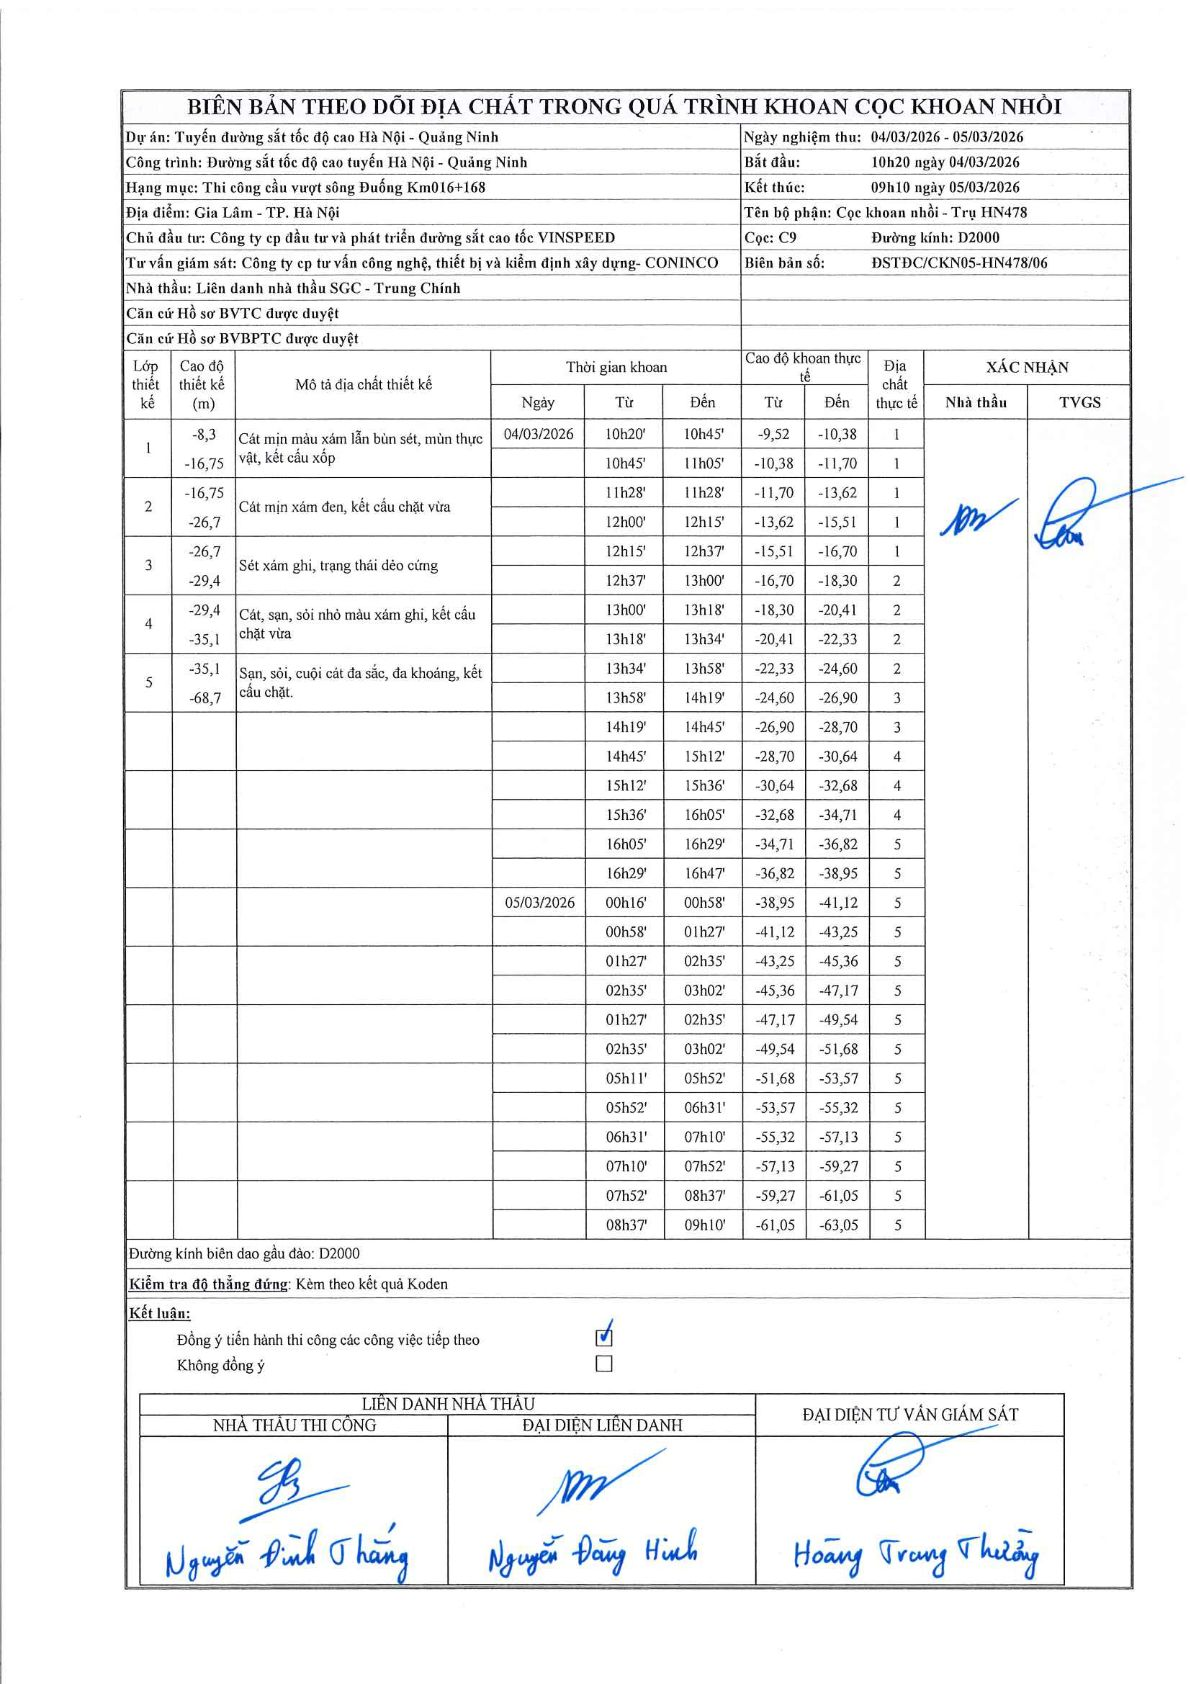 BIÊN BẢN THEO DÕI ĐỊA CHẤT TRONG QUÁ TRÌNH KHOAN CỌC KHOAN NHỒI
Dự án: Tuyến đường sắt tốc độ cao Hà Nội - Quảng Ninh
Ngày nghiệm thu: 04/03/2026 - 05/03/2026
Công trình: Đường sắt tốc độ cao tuyến Hà Nội - Quảng Ninh
Bắt đầu: 10h20 ngày 04/03/2026
Hạng mục: Thi công cầu vượt sông Đuống Km016+168
Kết thúc: 09h10 ngày 05/03/2026
Địa điểm: Gia Lâm - TP. Hà Nội
Tên bộ phận: Cọc khoan nhồi - Trụ HN478
Chủ đầu tư: Công ty cp đầu tư và phát triển đường sắt cao tốc VINSPEED
Cọc: C9 Đường kính: D2000
Tư vấn giám sát: Công ty cp tư vấn công nghệ, thiết bị và kiểm định xây dựng- CONINCO
Biên bản số: ĐSTĐC/CKN05-HN478/06
Nhà thầu: Liên danh nhà thầu SGC - Trung Chính
Căn cứ Hồ sơ BVTC được duyệt
Căn cứ Hồ sơ BVBPTC được duyệt
Lớp thiết kế Cao độ thiết kế (m) Mô tả địa chất thiết kế Thời gian khoan Cao độ khoan thực tế Địa chất thực tế XÁC NHẬN
Ngày Từ Đến Từ Đến Nhà thầu TVGS
1 -8,3 Cát mịn màu xám lẫn bùn sét, mùn thực 04/03/2026 10h20' 10h45' -9,52 -10,38 1
-16,75 vật, kết cấu xốp 10h45' 11h05' -10,38 -11,70 1
2 -16,75 Cát mịn xám đen, kết cấu chặt vừa 11h28' 11h28' -11,70 -13,62 1
-26,7 12h00' 12h15' -13,62 -15,51 1
3 -26,7 Sét xám ghi, trạng thái dẻo cứng 12h15' 12h37' -15,51 -16,70 1
-29,4 12h37' 13h00' -16,70 -18,30 2
4 -29,4 Cát, sạn, sỏi nhỏ màu xám ghi, kết cấu 13h00' 13h18' -18,30 -20,41 2
-35,1 chặt vừa 13h18' 13h34' -20,41 -22,33 2
5 -35,1 Sạn, sỏi, cuội cát đa sắc, đa khoáng, kết 13h34' 13h58' -22,33 -24,60 2
-68,7 cấu chặt. 13h58' 14h19' -24,60 -26,90 3
14h19' 14h45' -26,90 -28,70 3
14h45' 15h12' -28,70 -30,64 4
15h12' 15h36' -30,64 -32,68 4
15h36' 16h05' -32,68 -34,71 4
16h05' 16h29' -34,71 -36,82 5
16h29' 16h47' -36,82 -38,95 5
05/03/2026 00h16' 00h58' -38,95 -41,12 5
00h58' 01h27' -41,12 -43,25 5
01h27' 02h35' -43,25 -45,36 5
02h35' 03h02' -45,36 -47,17 5
01h27' 02h35' -47,17 -49,54 5
02h35' 03h02' -49,54 -51,68 5
05h11' 05h52' -51,68 -53,57 5
05h52' 06h31' -53,57 -55,32 5
06h31' 07h10' -55,32 -57,13 5
07h10' 07h52' -57,13 -59,27 5
07h52' 08h37' -59,27 -61,05 5
08h37' 09h10' -61,05 -63,05 5
Đường kính biên dao gầu đào: D2000
Kiểm tra độ thẳng đứng: Kèm theo kết quả Koden
Kết luận:
Đồng ý tiến hành thi công các công việc tiếp theo
Không đồng ý
LIÊN DANH NHÀ THẦU
ĐẠI DIỆN TƯ VẤN GIÁM SÁT
NHÀ THẦU THI CÔNG ĐẠI DIỆN LIÊN DANH
Nguyễn Đình Thắng Nguyễn Đăng Hinh Hoàng Trung Thưởng